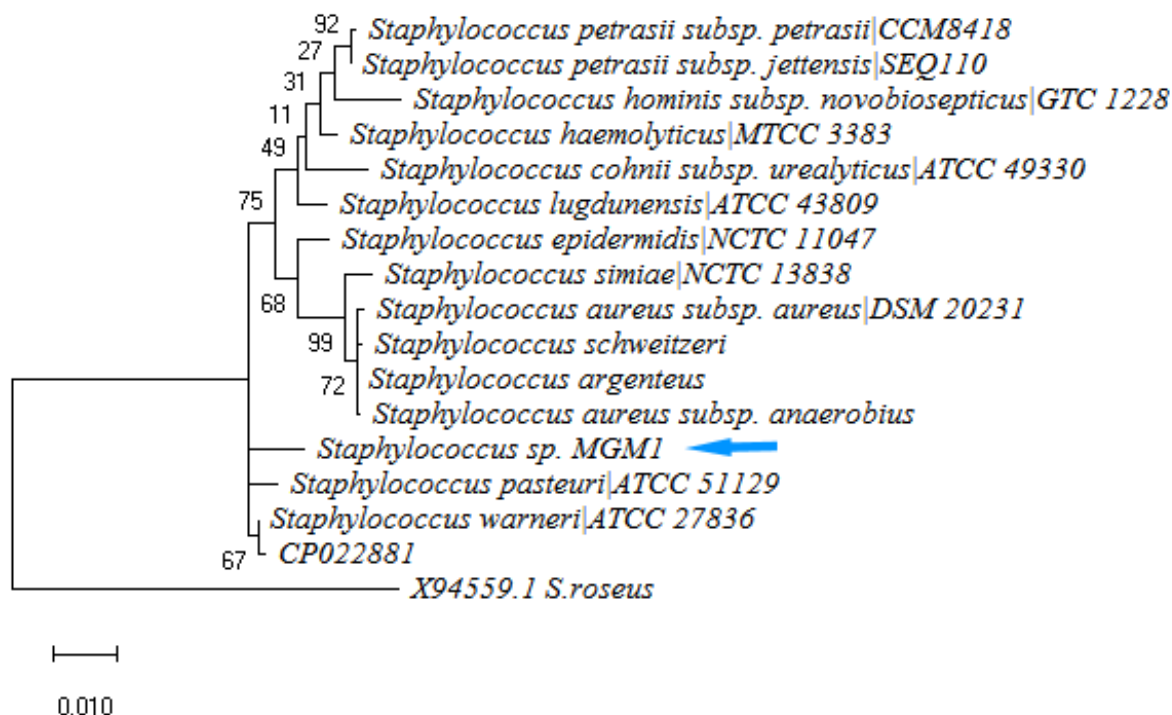 92
Staphylococcus petrasii subsp. petrasii|CCM8418
27
Staphylococcus petrasii subsp. jettensis|SEQ110
31
Staphylococcus hominis subsp. novobiosepticus|GTC 1228
11
Staphylococcus haemolyticus|MTCC 3383
49
Staphylococcus cohnii subsp. urealyticus|ATCC 49330
75
Staphylococcus lugdunensis|ATCC 43809
Staphylococcus epidermidis|NCTC 11047
Staphylococcus simiae|NCTC 13838
68
Staphylococcus aureus subsp. aureus|DSM 20231
99
Staphylococcus schweitzeri
72
Staphylococcus argenteus
Staphylococcus aureus subsp. anaerobius
Staphylococcus sp. MGM1
Staphylococcus pasteuri|ATCC 51129
Staphylococcus warneri|ATCC 27836
67
CP022881
X94559.1 S.roseus
0.010